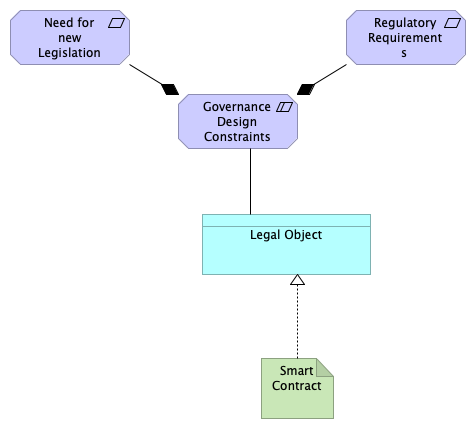 Need for
new
Legislation
Regulatory
Requirement
s
Governance
Design
Constraints
Legal Object
Smart
Contract